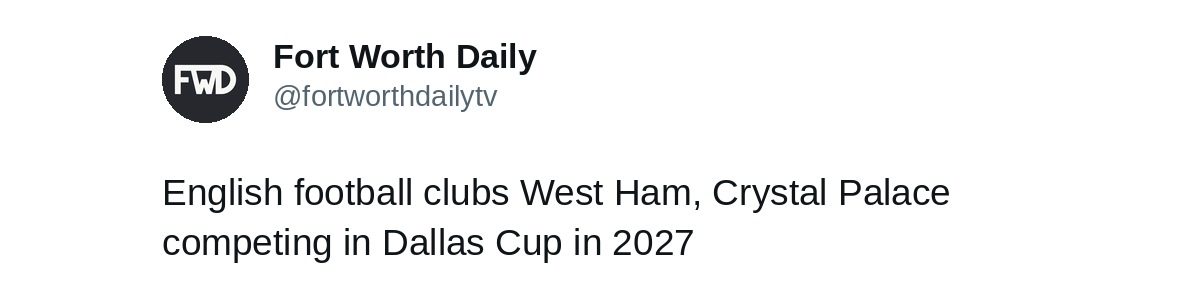 FWD
Fort Worth Daily
@fortworthdailytv
English football clubs West Ham, Crystal Palace
competing in Dallas Cup in 2027